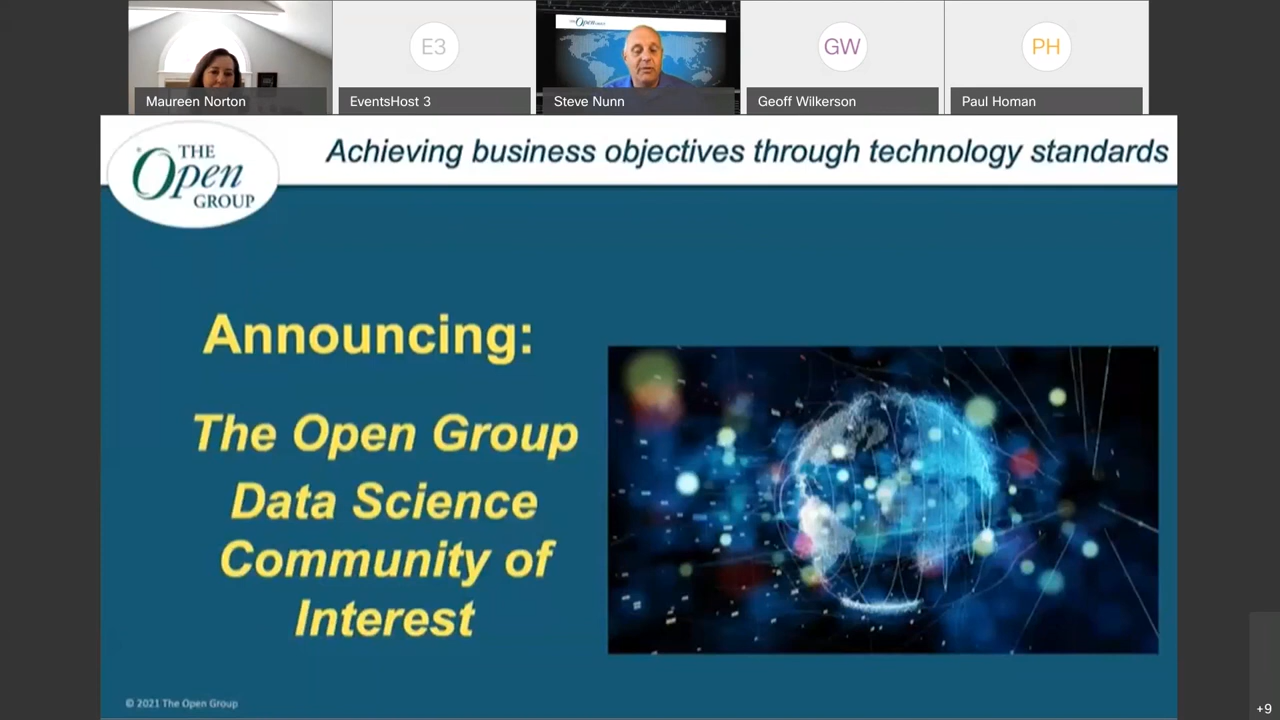 E3
GW
PH
Maureen Norton
EventsHost 3
Steve Nunn
Geoff Wilkerson
Paul Homan
THE
Open
GROUP
Achieving business objectives through technology standards
Announcing:
The Open Group
Data Science
Community of
Interest
© 2021 The Open Group
+9